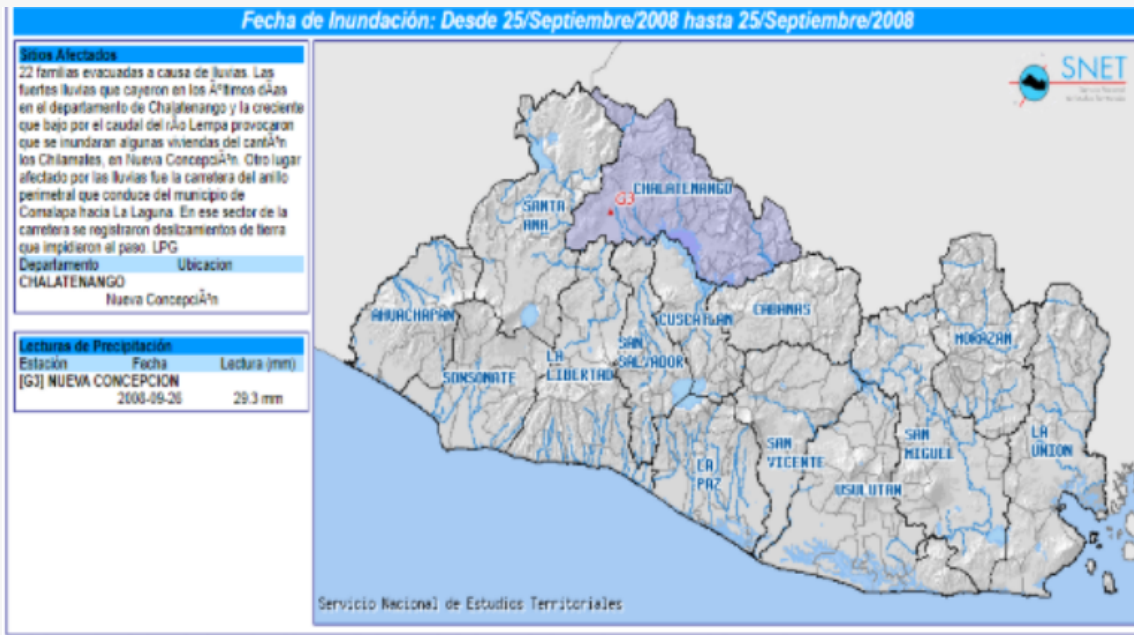 Fecha de Inundación: Desde 25/Septiembre/2008 hasta 25/Septiembre/2008
Sitios Afectados
22 familias evacuadas a causa de lluvias. Las
fuertes lluvias que cayeron en los Ãºltimos dÃ­as
en el departamento de Chalatenango y la creciente
que bajo por el caudal del rÃ­o Lempa provocaron
que se inundaran algunas viviendas del cantÃ³n
los Chilamates, en Nueva ConcepciÃ³n. Otro lugar
afectado por las lluvias fue la carretera del anillo
perimetral que conduce del municipio de
Comalapa hacia La Laguna. En ese sector de la
carretera se registraron deslizamientos de tierra
que impidieron el paso. LPG
Departamento Ubicacion
CHALATENANGO
Nueva ConcepciÃ³n
Lecturas de Precipitación
Estación Fecha Lectura (mm)
[G3] NUEVA CONCEPCION
2008-09-26 29.3 mm
SNET
CHALATENANGO
G3
SANTA
ANA
AHUACHAPAN
SONSONATE
LA
LIBERTAD
SAN
SALVADOR
CUSCATLAN
CABANAS
MORAZAN
LA
PAZ
SAN
VICENTE
USULUTAN
SAN
MIGUEL
LA
UNION
Servicio Nacional de Estudios Territoriales